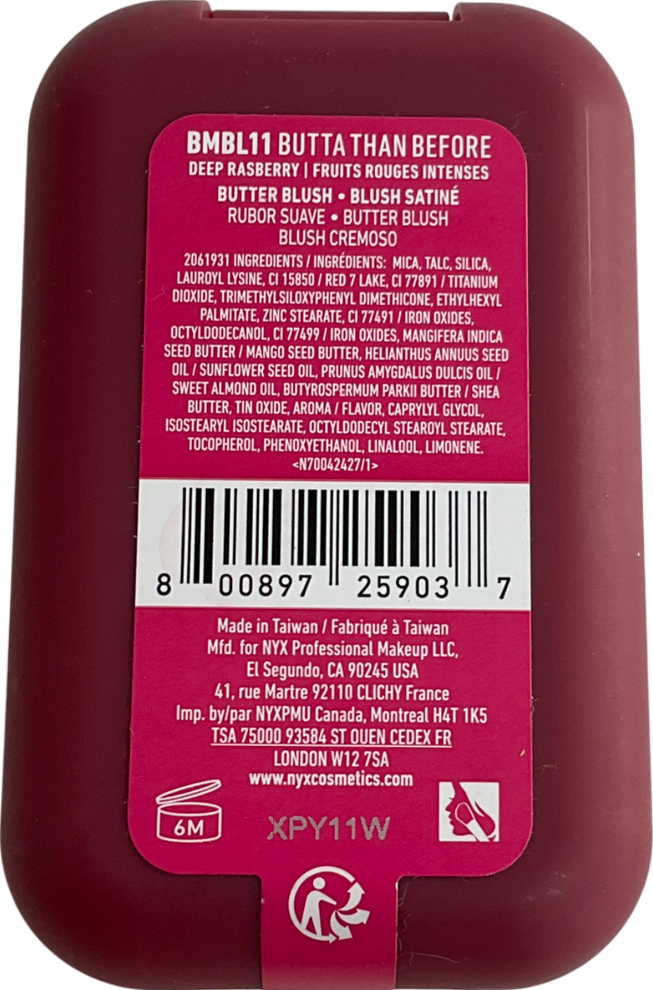 BMBL11 BUTTA THAN BEFORE
DEEP RASBERRY | FRUITS ROUGES INTENSES
BUTTER BLUSH • BLUSH SATINÉ
RUBOR SUAVE • BUTTER BLUSH
BLUSH CREMOSO
2061931 INGREDIENTS / INGRÉDIENTS: MICA, TALC, SILICA,
LAUROYL LYSINE, CI 15850 / RED 7 LAKE, CI 77891 / TITANIUM
DIOXIDE, TRIMETHYLSILOXYPHENYL DIMETHICONE, ETHYLHEXYL
PALMITATE, ZINC STEARATE, CI 77491 / IRON OXIDES,
OCTYLDODECANOL, CI 77499 / IRON OXIDES, MANGIFERA INDICA
SEED BUTTER / MANGO SEED BUTTER, HELIANTHUS ANNUUS SEED
OIL / SUNFLOWER SEED OIL, PRUNUS AMYGDALUS DULCIS OIL /
SWEET ALMOND OIL, BUTYROSPERMUM PARKII BUTTER / SHEA
BUTTER, TIN OXIDE, AROMA / FLAVOR, CAPRYLYL GLYCOL,
ISOSTEARYL ISOSTEARATE, OCTYLDODECYL STEAROYL STEARATE,
TOCOPHEROL, PHENOXYETHANOL, LINALOOL, LIMONENE.
<N70042427/1>
8 00897 25903 7
Made in Taiwan / Fabriqué à Taiwan
Mfd. for NYX Professional Makeup LLC,
El Segundo, CA 90245 USA
41, rue Martre 92110 CLICHY France
Imp. by/par NYXPMU Canada, Montreal H4T 1K5
TSA 75000 93584 ST OUEN CEDEX FR
LONDON W12 7SA
www.nyxcosmetics.com
6M
XPY11W